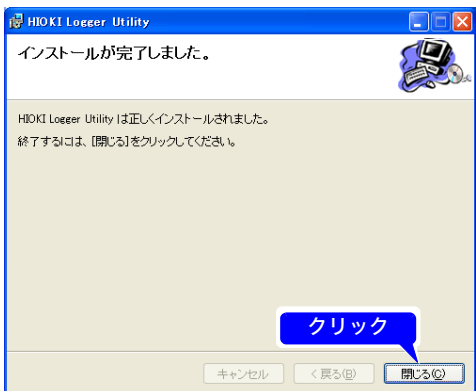 HIOKI Logger Utility
インストールが完了しました。
HIOKI Logger Utility は正しくインストールされました。
終了するには、[閉じる]をクリックしてください。
クリック
キャンセル
< 戻る(B)
閉じる(C)